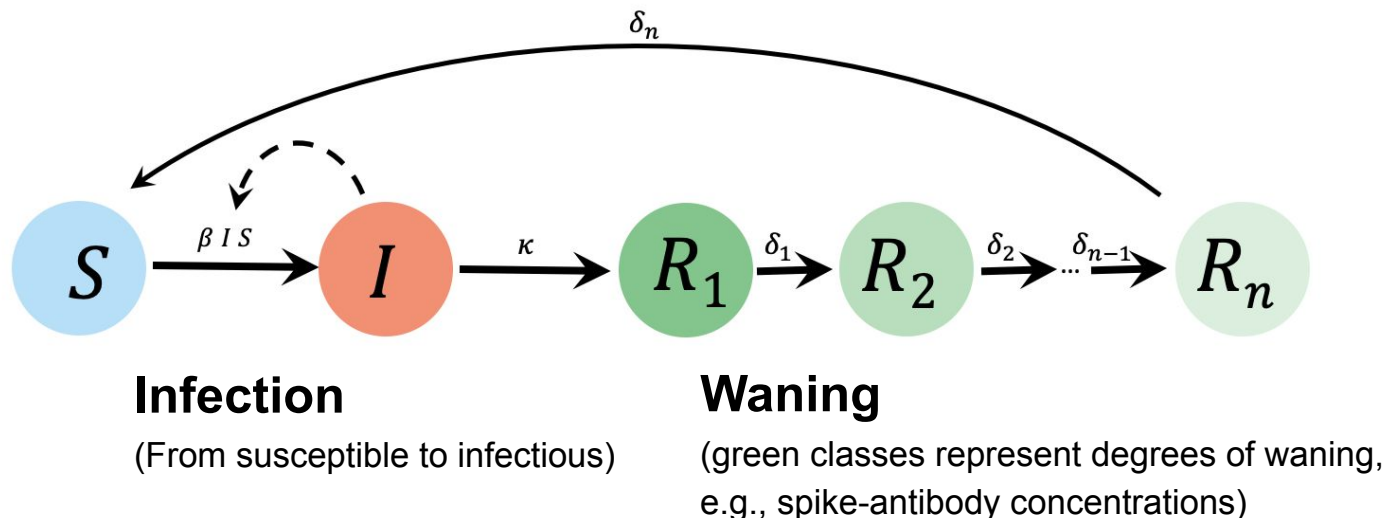 δₙ
β I S
κ
δ₁
δ₂
...
δₙ₋₁
S
I
R₁
R₂
Rₙ
Infection
(From susceptible to infectious)
Waning
(green classes represent degrees of waning,
e.g., spike-antibody concentrations)